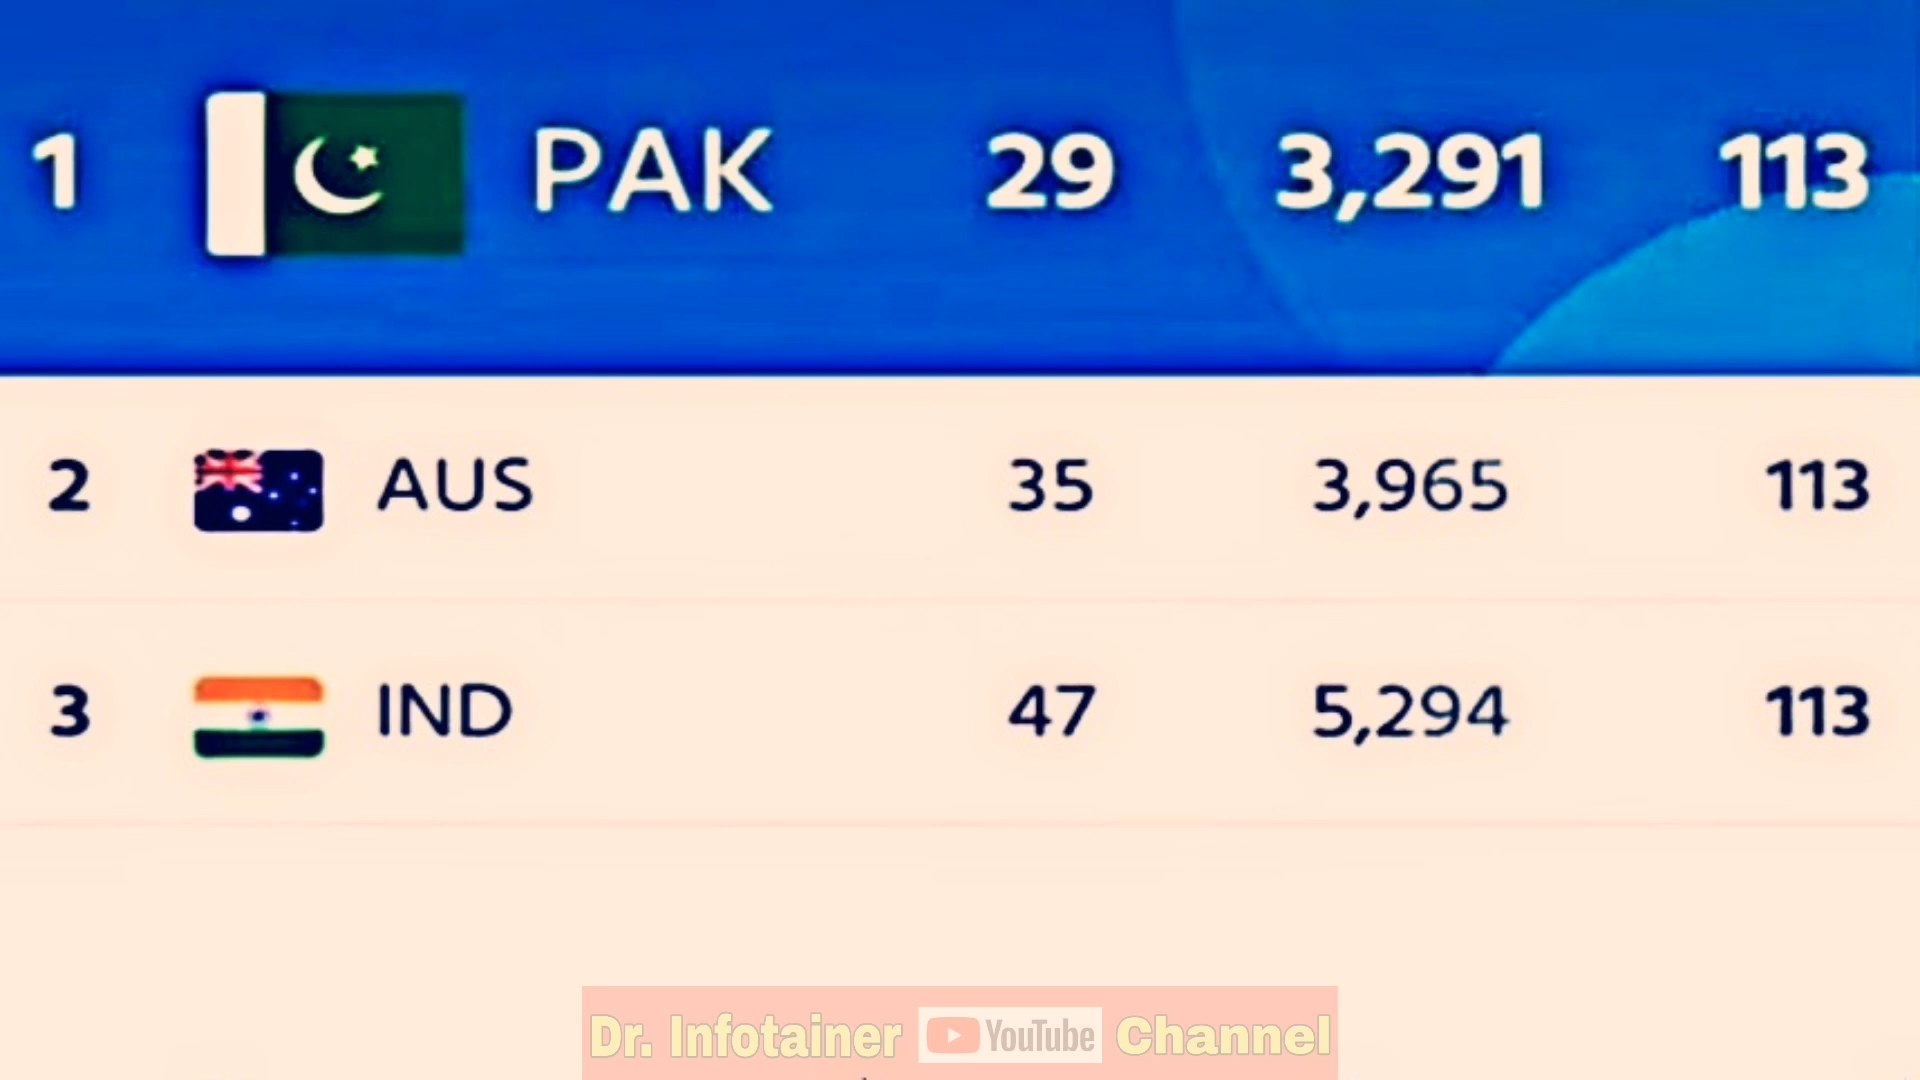 1 PAK 29 3,291 113
2 AUS 35 3,965 113
3 IND 47 5,294 113
Dr. Infotainer YouTube Channel